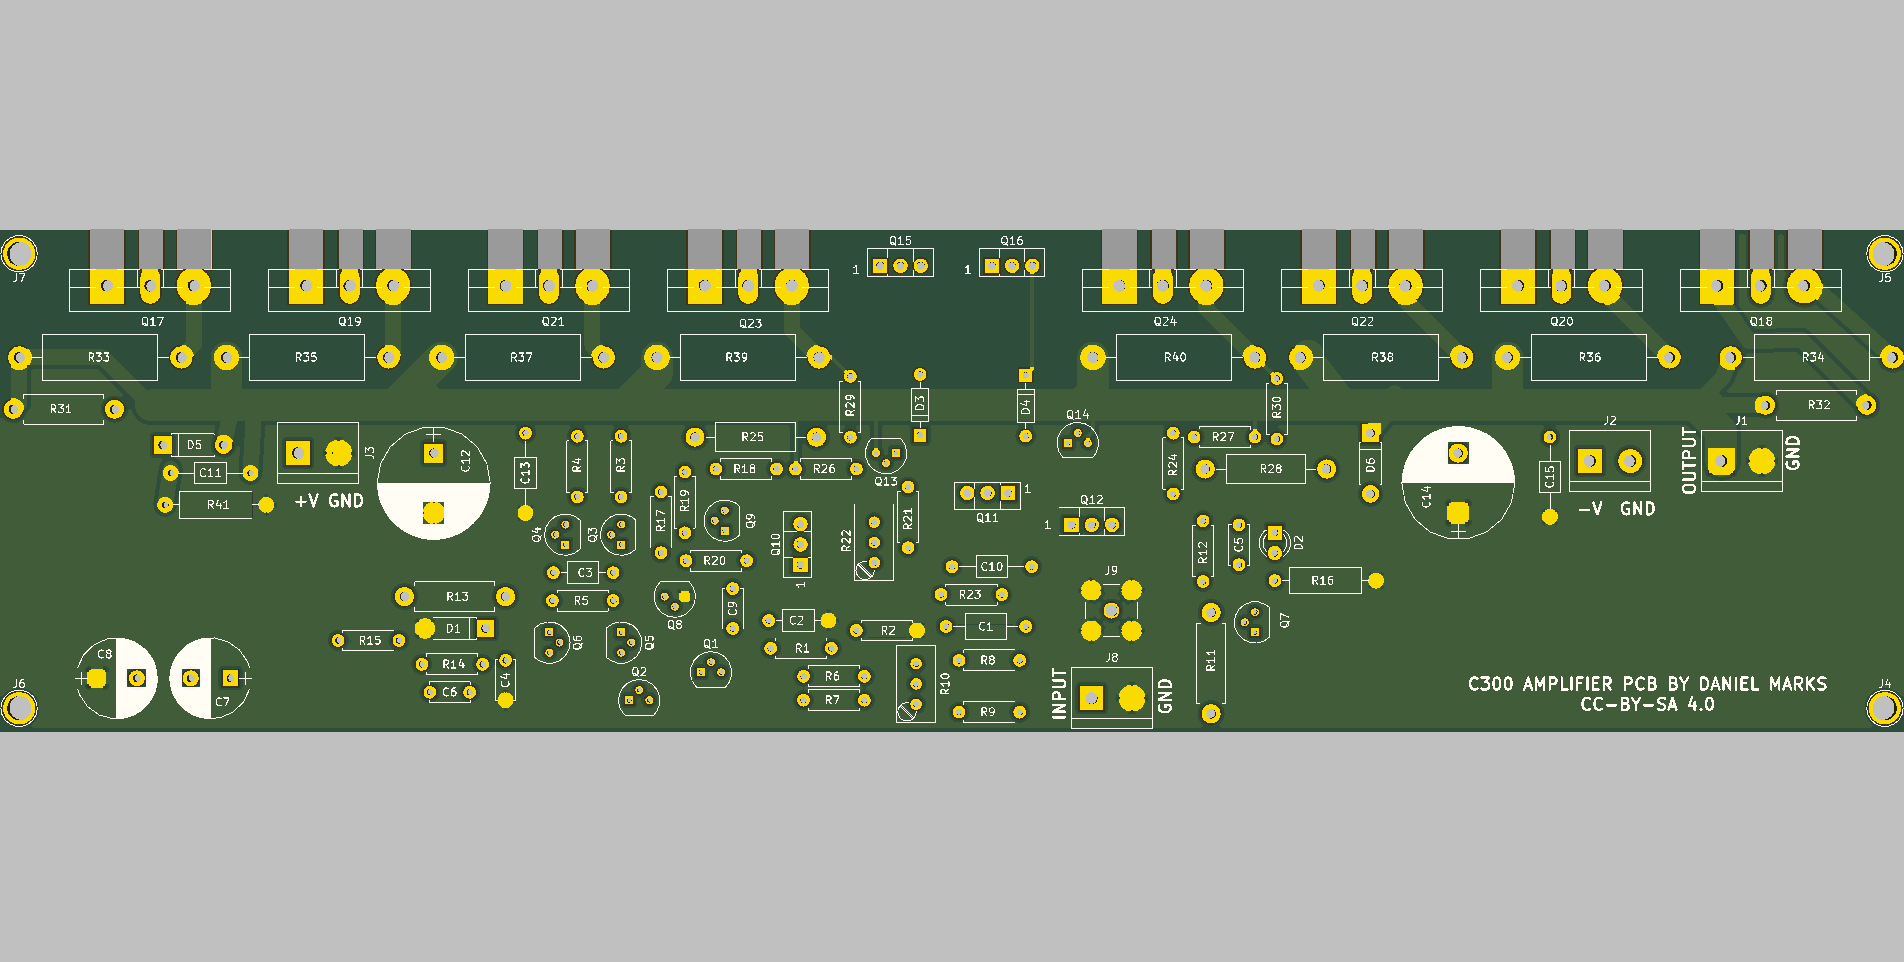 Q15
Q16
1
1
J7
J5
Q17
Q19
Q21
Q23
Q24
Q22
Q20
Q18
R33
R35
R37
R39
R40
R38
R36
R34
R31
R29
D3
D4
R30
R32
D5
J3
C12
R4
R3
R25
Q14
R27
R24
D6
J2
OUTPUT
J1
GND
C11
C13
R18
R26
Q13
R28
C14
C15
R41
+V GND
R17
R19
Q9
R21
Q11
1
Q12
1
-V GND
Q4
Q3
R20
Q10
1
R22
R12
C5
D2
C3
C10
J9
R16
R13
R5
Q8
C9
R23
D1
Q6
Q5
C2
R2
C1
Q7
R15
Q1
R1
C8
R14
R8
J8
R11
C6
C4
Q2
R6
R10
INPUT
GND
C300 AMPLIFIER PCB BY DANIEL MARKS
J6
C7
R7
R9
CC-BY-SA 4.0
J4